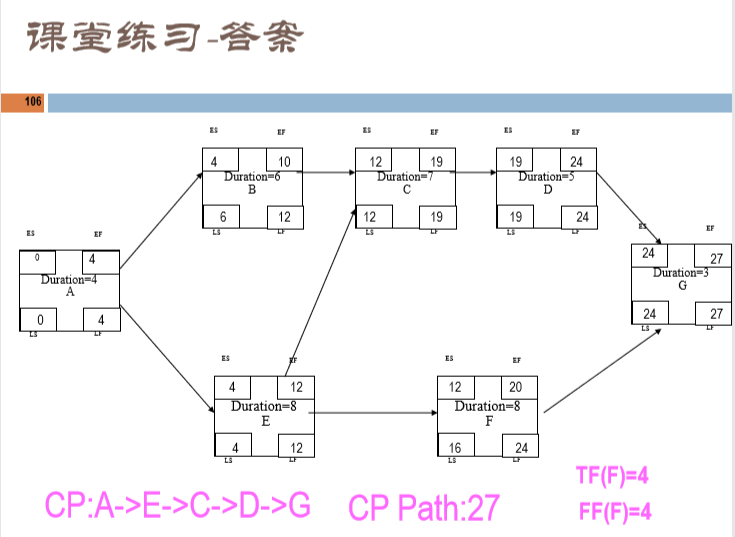 课堂练习-答案
106
ES EF ES EF ES EF
4 10 12 19 19 24
Duration=6 Duration=7 Duration=5
B C D
6 12 12 19 19 24
LS LF LS LF LS LF
ES EF
0 4
Duration=4
A
0 4
LS LF
ES EF
24 27
Duration=3
G
24 27
LS LF
ES EF ES EF
4 12 12 20
Duration=8 Duration=8
E F
4 12 16 24
LS LF LS LF
TF(F)=4
CP:A->E->C->D->G CP Path:27
FF(F)=4